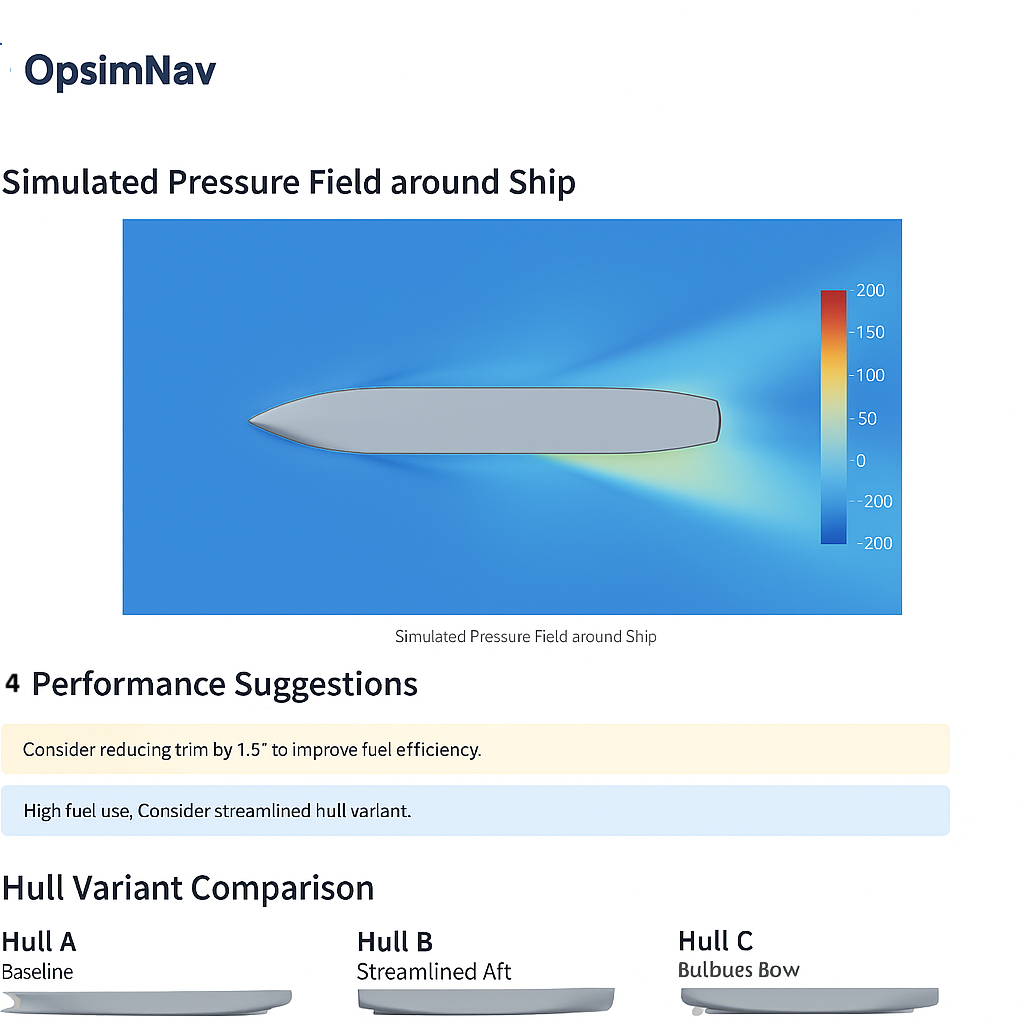 OpsimNav
Simulated Pressure Field around Ship
200
150
100
50
0
-200
-200
Simulated Pressure Field around Ship
4 Performance Suggestions
Consider reducing trim by 1.5″ to improve fuel efficiency.
High fuel use, Consider streamlined hull varlant.
Hull Variant Comparison
Hull A
Baseline
Hull B
Streamlined Aft
Hull C
Bulbues Bow